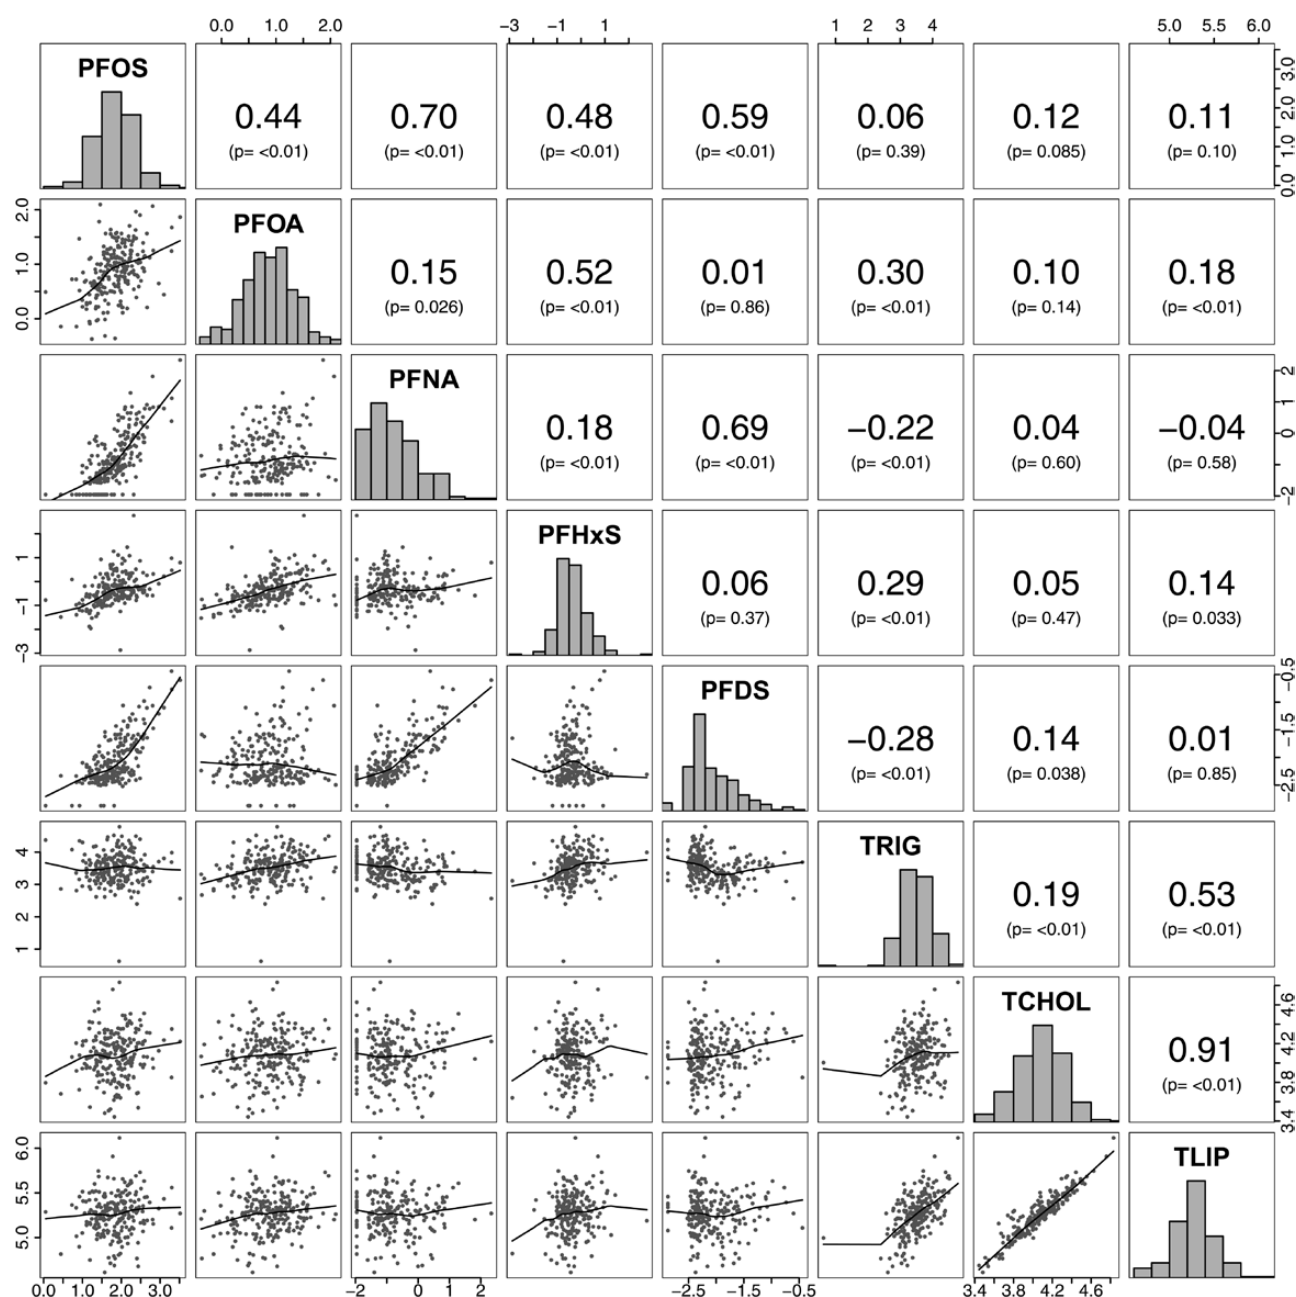 0.0 1.0 2.0 −3 −1 1 1 2 3 4 5.0 5.5 6.0
PFOS 0.44 0.70 0.48 0.59 0.06 0.12 0.11
(p= <0.01) (p= <0.01) (p= <0.01) (p= <0.01) (p= 0.39) (p= 0.085) (p= 0.10)
0.0 1.0 2.0 3.0
0.0 1.0 2.0
PFOA 0.15 0.52 0.01 0.30 0.10 0.18
(p= 0.026) (p= <0.01) (p= 0.86) (p= <0.01) (p= 0.14) (p= <0.01)
PFNA 0.18 0.69 −0.22 0.04 −0.04
(p= <0.01) (p= <0.01) (p= <0.01) (p= 0.60) (p= 0.58)
−2 0 1 2
−3 −1 1
PFHxS 0.06 0.29 0.05 0.14
(p= 0.37) (p= <0.01) (p= 0.47) (p= 0.033)
PFDS −0.28 0.14 0.01
(p= <0.01) (p= 0.038) (p= 0.85)
−2.5 −1.5 −0.5
1 2 3 4
TRIG 0.19 0.53
(p= <0.01) (p= <0.01)
TCHOL 0.91
(p= <0.01)
3.4 3.8 4.2 4.6
5.0 5.5 6.0
TLIP
0.0 1.0 2.0 3.0 −2 0 1 2 −2.5 −1.5 −0.5 3.4 3.8 4.2 4.6